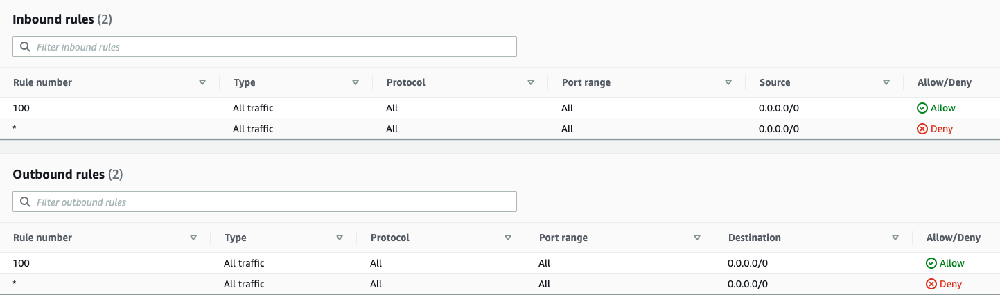 Inbound rules (2)
Filter inbound rules
Rule number Type Protocol Port range Source Allow/Deny
100 All traffic All All 0.0.0.0/0 Allow
* All traffic All All 0.0.0.0/0 Deny
Outbound rules (2)
Filter outbound rules
Rule number Type Protocol Port range Destination Allow/Deny
100 All traffic All All 0.0.0.0/0 Allow
* All traffic All All 0.0.0.0/0 Deny